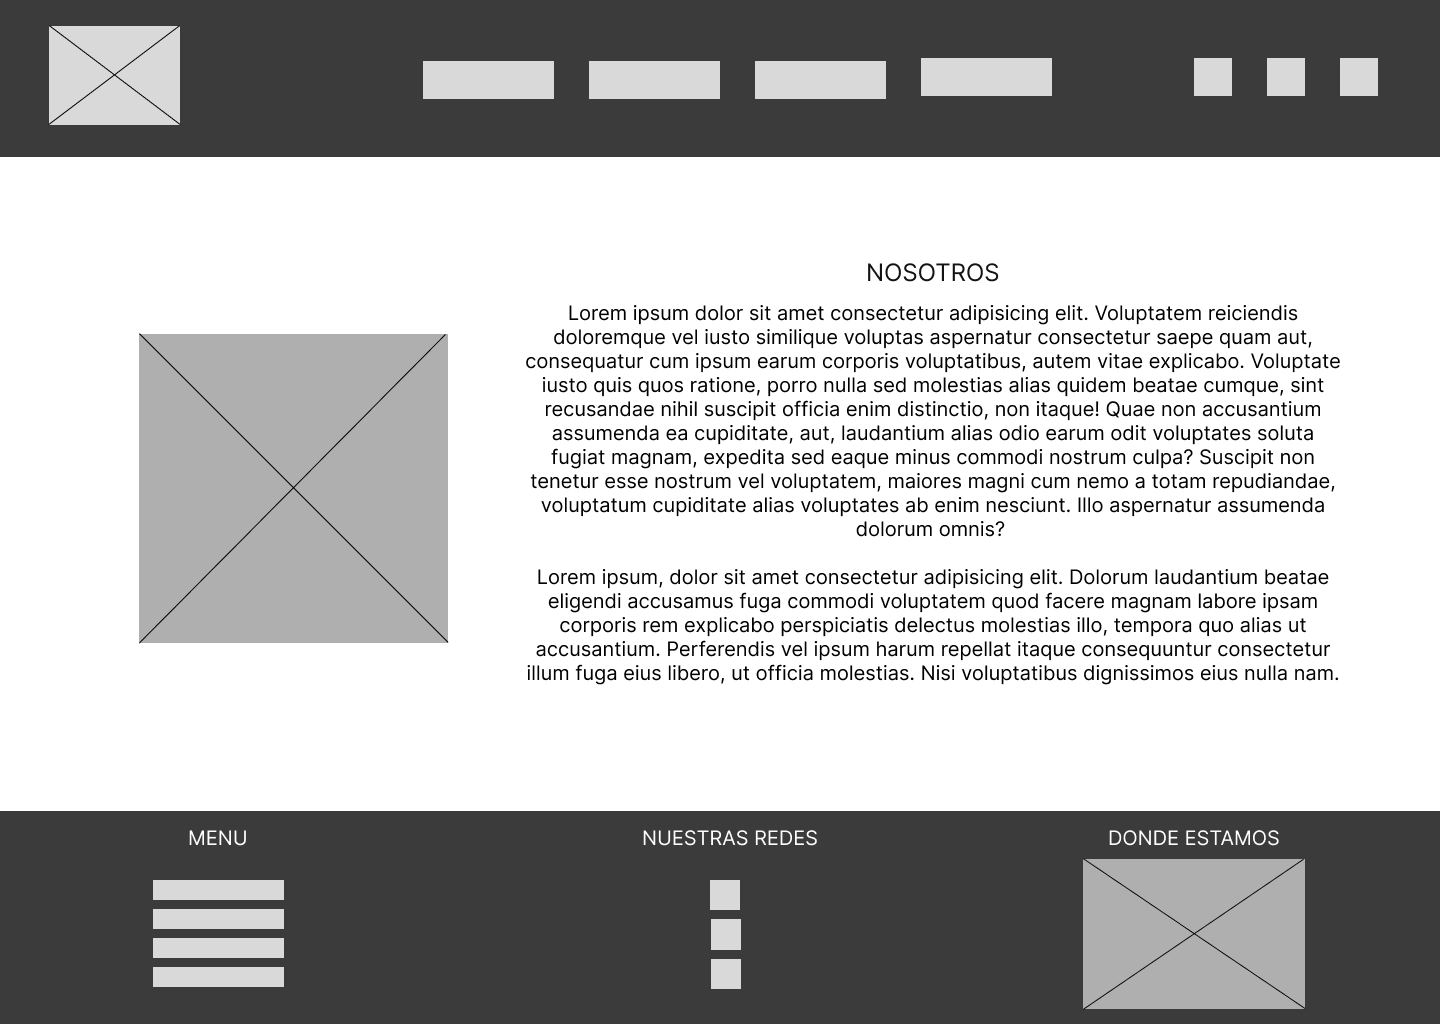 NOSOTROS
Lorem ipsum dolor sit amet consectetur adipisicing elit. Voluptatem reiciendis
doloremque vel iusto similique voluptas aspernatur consectetur saepe quam aut,
consequatur cum ipsum earum corporis voluptatibus, autem vitae explicabo. Voluptate
iusto quis quos ratione, porro nulla sed molestias alias quidem beatae cumque, sint
recusandae nihil suscipit officia enim distinctio, non itaque! Quae non accusantium
assumenda ea cupiditate, aut, laudantium alias odio earum odit voluptates soluta
fugiat magnam, expedita sed eaque minus commodi nostrum culpa? Suscipit non
tenetur esse nostrum vel voluptatem, maiores magni cum nemo a totam repudiandae,
voluptatum cupiditate alias voluptates ab enim nesciunt. Illo aspernatur assumenda
dolorum omnis?
Lorem ipsum, dolor sit amet consectetur adipisicing elit. Dolorum laudantium beatae
eligendi accusamus fuga commodi voluptatem quod facere magnam labore ipsam
corporis rem explicabo perspiciatis delectus molestias illo, tempora quo alias ut
accusantium. Perferendis vel ipsum harum repellat itaque consequuntur consectetur
illum fuga eius libero, ut officia molestias. Nisi voluptatibus dignissimos eius nulla nam.
MENU
NUESTRAS REDES
DONDE ESTAMOS